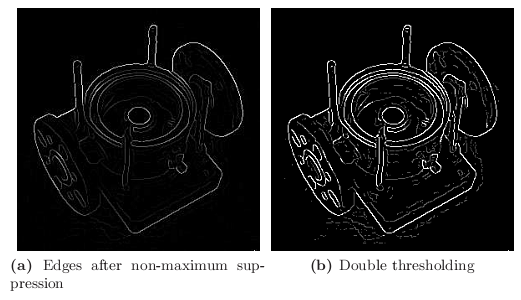 (a) Edges after non-maximum sup-
pression
(b) Double thresholding